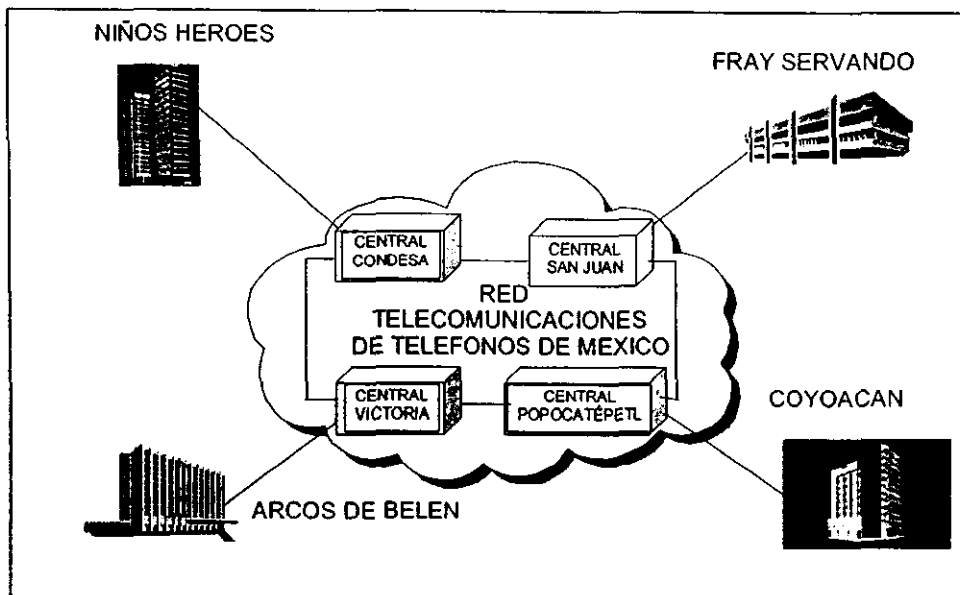 NIÑOS HEROES
FRAY SERVANDO
CENTRAL
CONDESA
CENTRAL
SAN JUAN
RED
TELECOMUNICACIONES
DE TELEFONOS DE MEXICO
CENTRAL
VICTORIA
CENTRAL
POPOCATÉPETL
COYOACAN
ARCOS DE BELEN